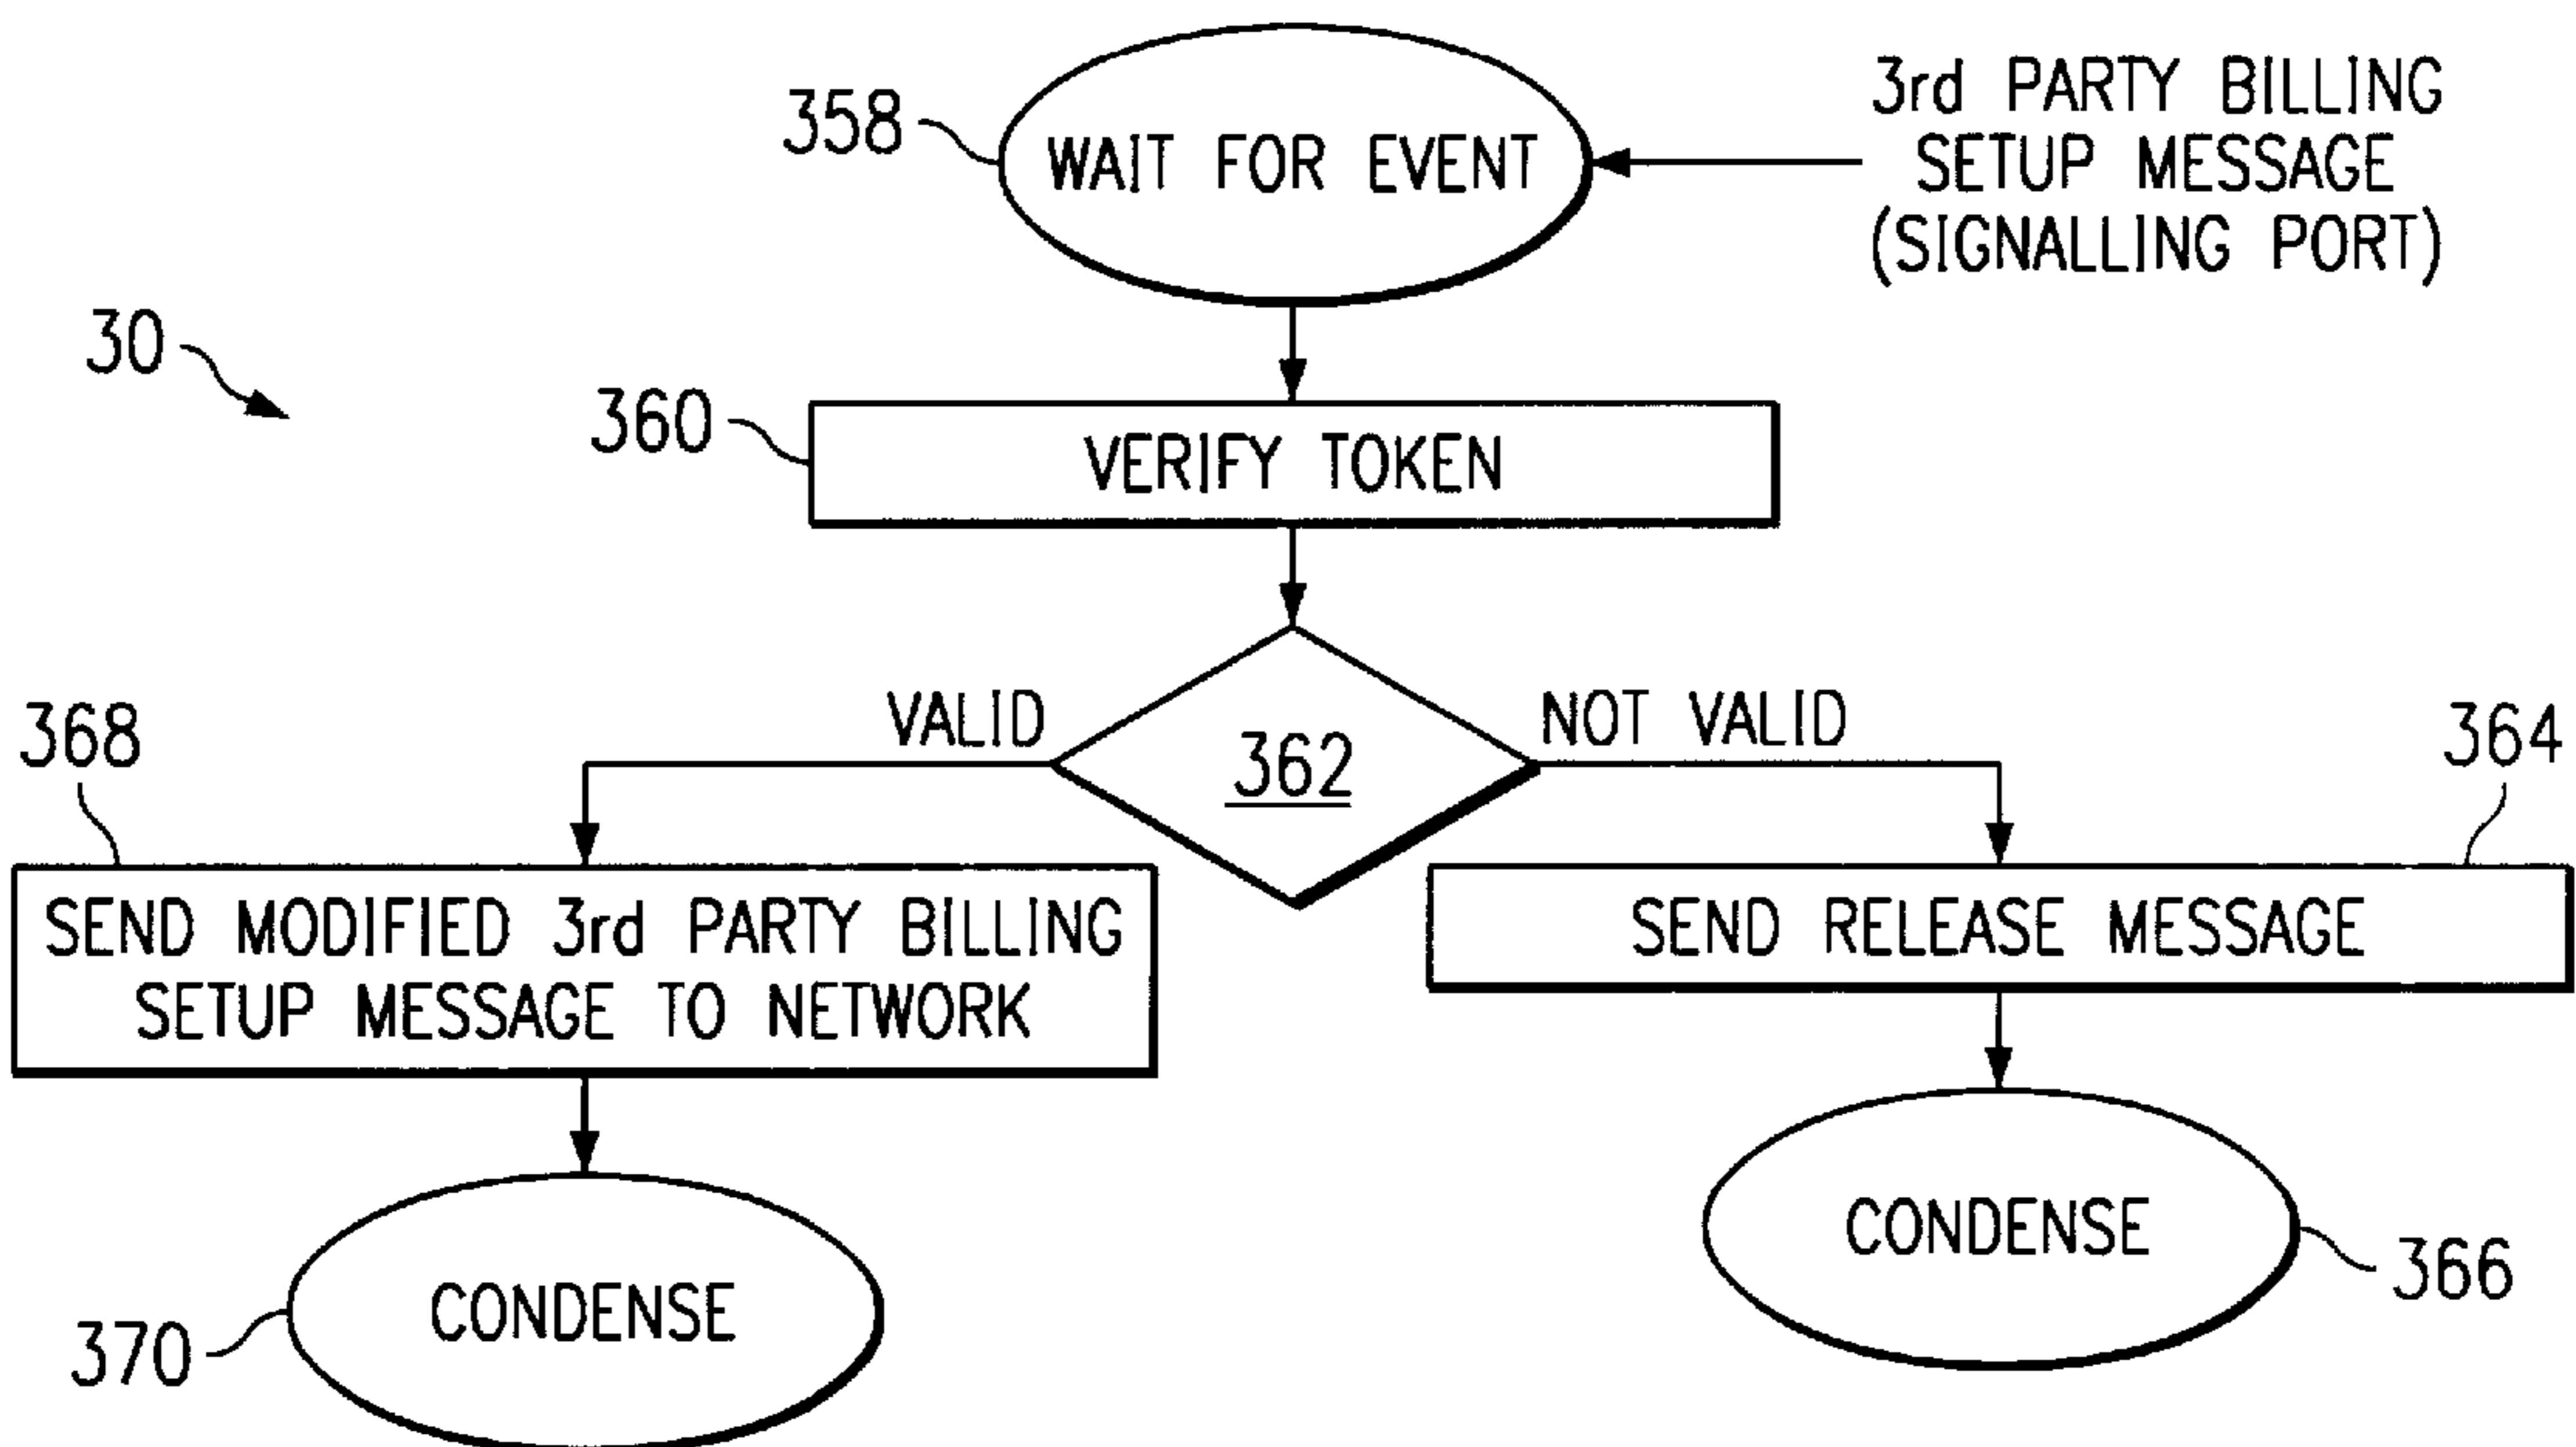 358
WAIT FOR EVENT
3rd PARTY BILLING
SETUP MESSAGE
(SIGNALLING PORT)
30
360
VERIFY TOKEN
VALID
362
NOT VALID
368
364
SEND MODIFIED 3rd PARTY BILLING
SETUP MESSAGE TO NETWORK
SEND RELEASE MESSAGE
CONDENSE
370
CONDENSE
366